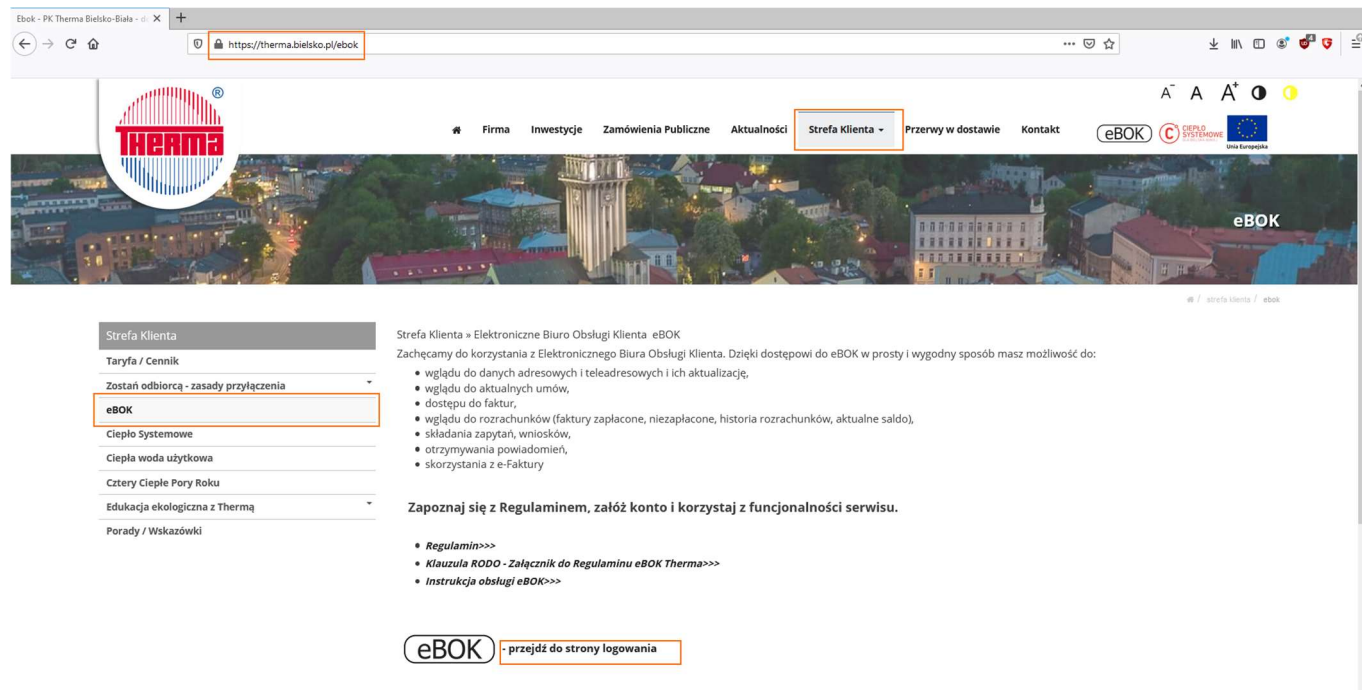 Ebok - PK Therma Bielsko-Biała - d
https://therma.bielsko.pl/ebok
A- A A+
THERMA ®
Firma Inwestycje Zamówienia Publiczne Aktualności Strefa Klienta Przerwy w dostawie Kontakt eBOK CIEPŁO SYSTEMOWE Unia Europejska
eBOK
/ strefa klienta / ebok
Strefa Klienta
Taryfa / Cennik
Zostań odbiorcą - zasady przyłączenia
eBOK
Ciepło Systemowe
Ciepła woda użytkowa
Cztery Ciepłe Pory Roku
Edukacja ekologiczna z Thermą
Porady / Wskazówki
Strefa Klienta » Elektroniczne Biuro Obsługi Klienta eBOK
Zachęcamy do korzystania z Elektronicznego Biura Obsługi Klienta. Dzięki dostępowi do eBOK w prosty i wygodny sposób masz możliwość do:
• wglądu do danych adresowych i teleadresowych i ich aktualizację,
• wglądu do aktualnych umów,
• dostępu do faktur,
• wglądu do rozrachunków (faktury zapłacone, niezapłacone, historia rozrachunków, aktualne saldo),
• składania zapytań, wniosków,
• otrzymywania powiadomień,
• skorzystania z e-Faktury
Zapoznaj się z Regulaminem, załóż konto i korzystaj z funcjonalności serwisu.
• Regulamin>>>
• Klauzula RODO - Załącznik do Regulaminu eBOK Therma>>>
• Instrukcja obsługi eBOK>>>
eBOK - przejdź do strony logowania